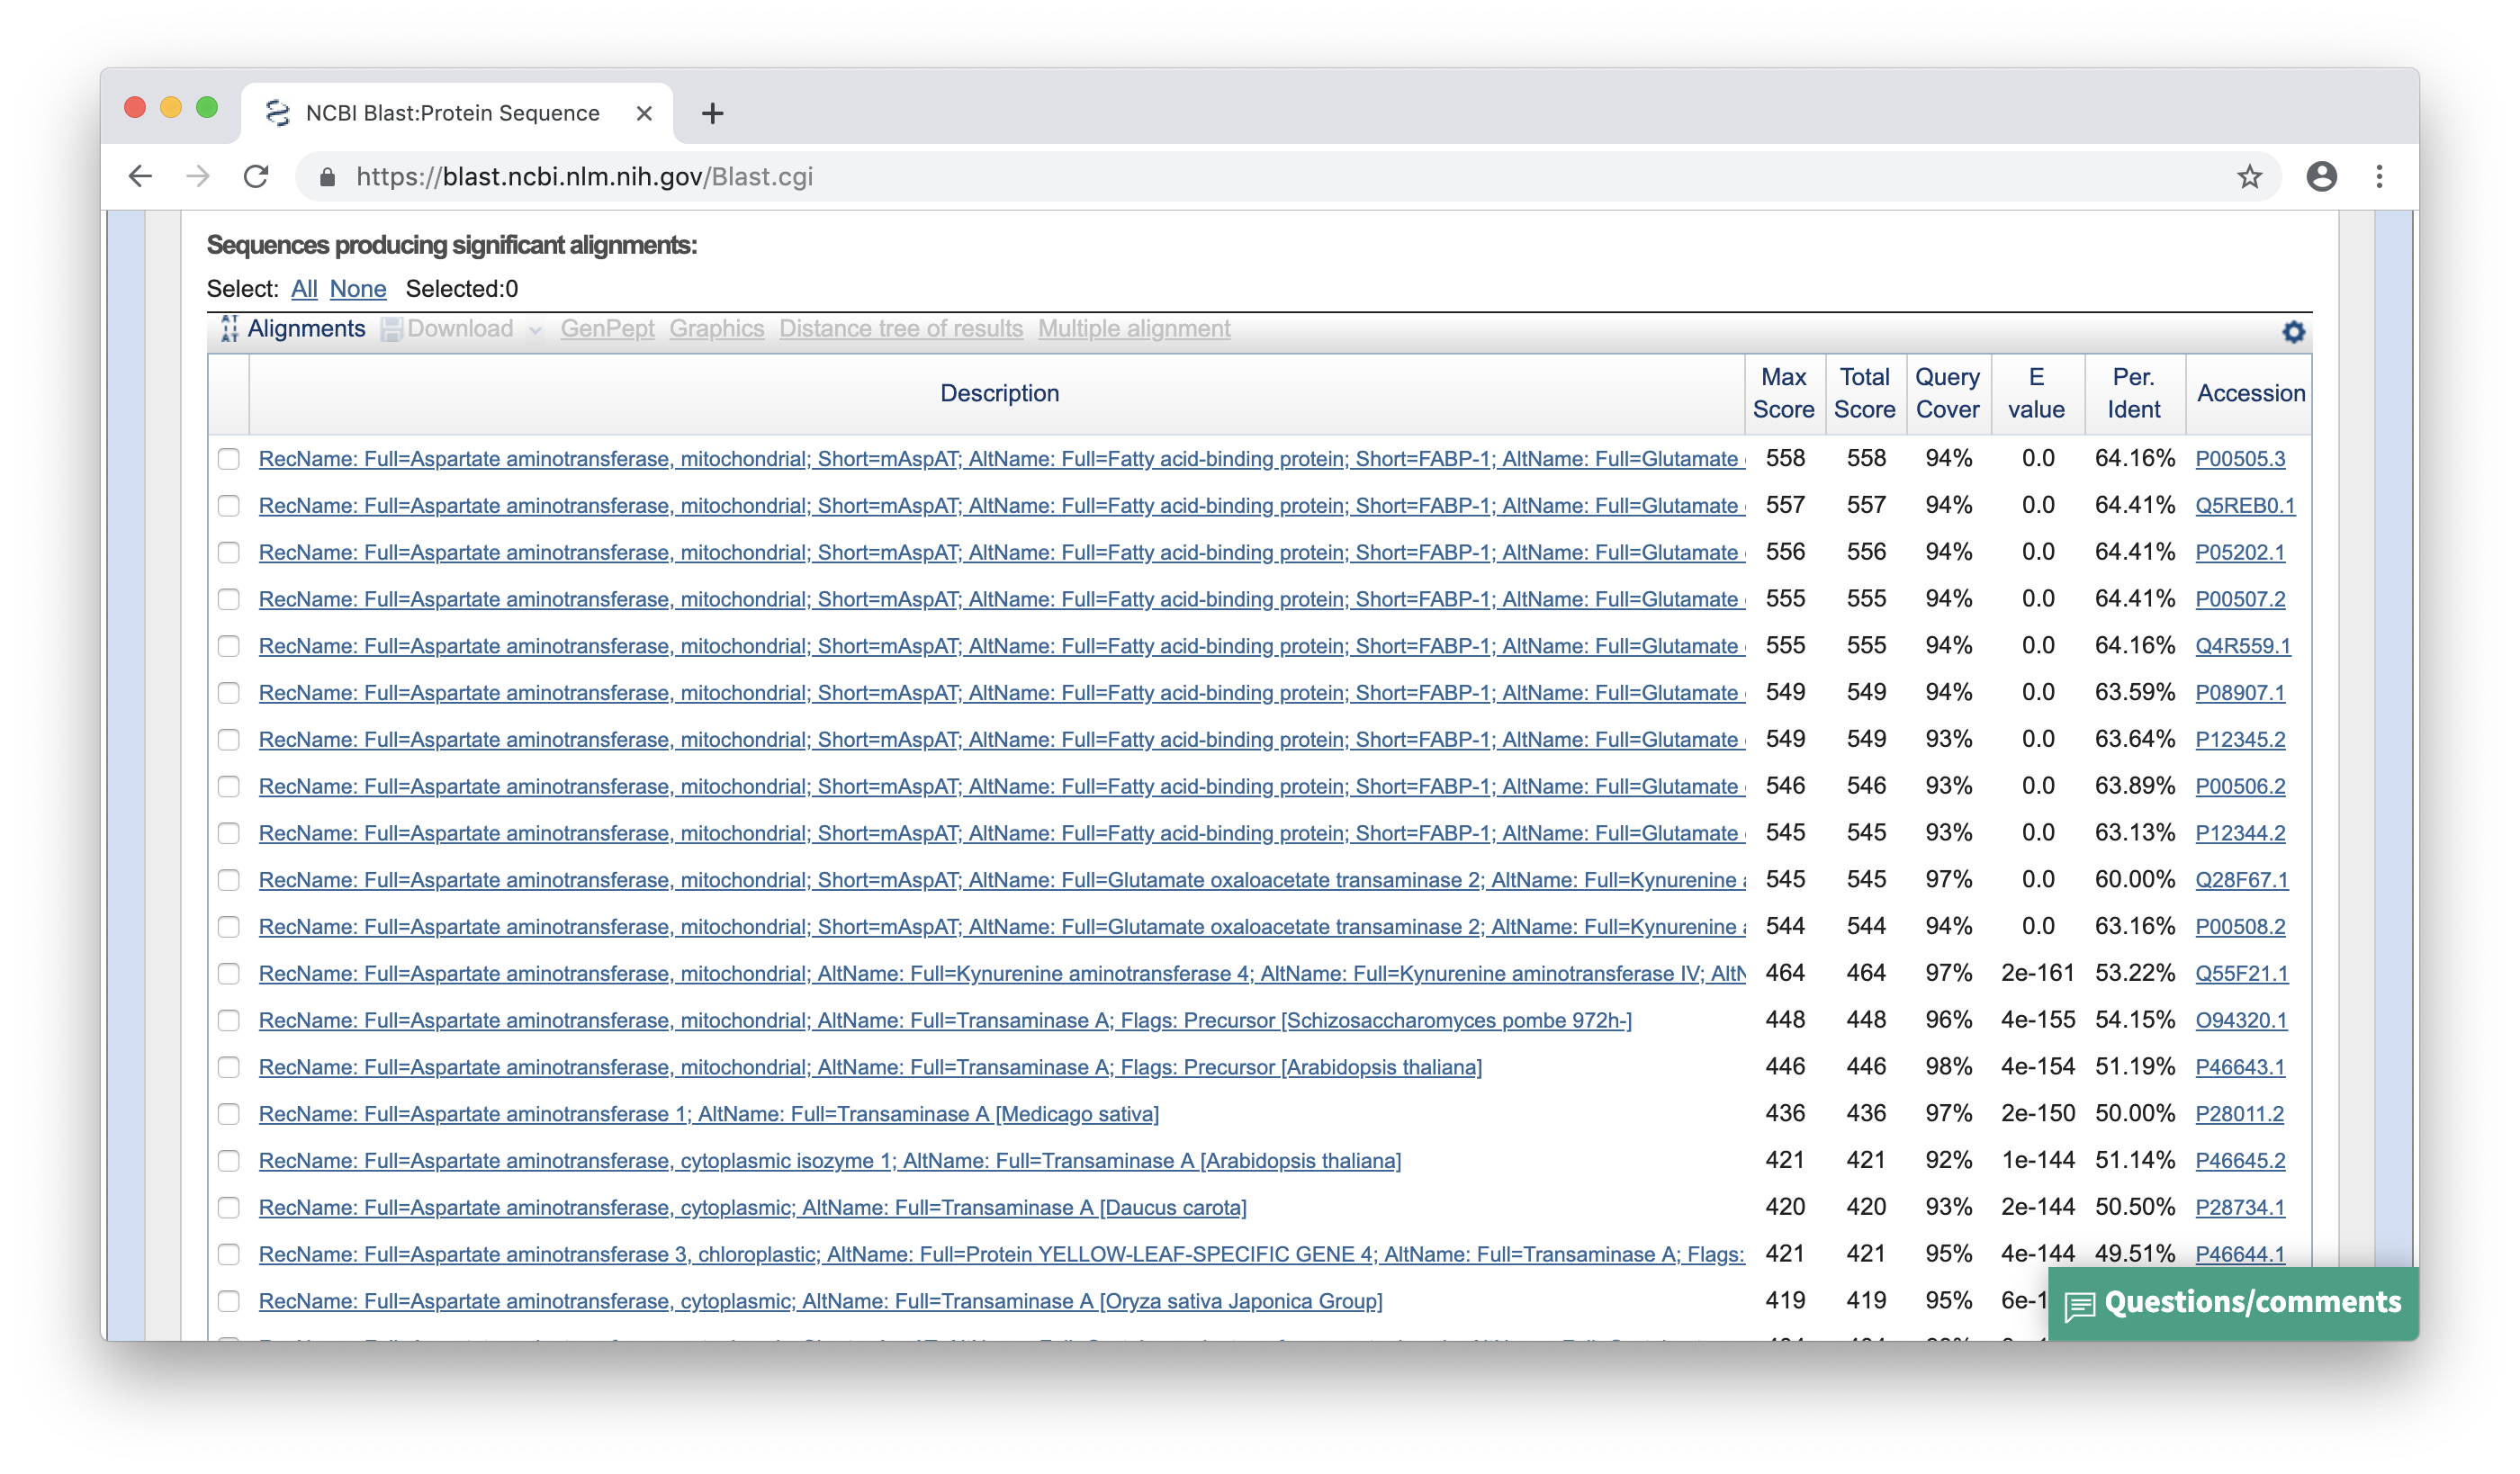 NCBI Blast:Protein Sequence
https://blast.ncbi.nlm.nih.gov/Blast.cgi
Sequences producing significant alignments:
Select: All None Selected:0
Alignments Download GenPept Graphics Distance tree of results Multiple alignment
Description Max Score Total Score Query Cover E value Per. Ident Accession
RecName: Full=Aspartate aminotransferase, mitochondrial; Short=mAspAT; AltName: Full=Fatty acid-binding protein; Short=FABP-1; AltName: Full=Glutamate 558 558 94% 0.0 64.16% P00505.3
RecName: Full=Aspartate aminotransferase, mitochondrial; Short=mAspAT; AltName: Full=Fatty acid-binding protein; Short=FABP-1; AltName: Full=Glutamate 557 557 94% 0.0 64.41% Q5REB0.1
RecName: Full=Aspartate aminotransferase, mitochondrial; Short=mAspAT; AltName: Full=Fatty acid-binding protein; Short=FABP-1; AltName: Full=Glutamate 556 556 94% 0.0 64.41% P05202.1
RecName: Full=Aspartate aminotransferase, mitochondrial; Short=mAspAT; AltName: Full=Fatty acid-binding protein; Short=FABP-1; AltName: Full=Glutamate 555 555 94% 0.0 64.41% P00507.2
RecName: Full=Aspartate aminotransferase, mitochondrial; Short=mAspAT; AltName: Full=Fatty acid-binding protein; Short=FABP-1; AltName: Full=Glutamate 555 555 94% 0.0 64.16% Q4R559.1
RecName: Full=Aspartate aminotransferase, mitochondrial; Short=mAspAT; AltName: Full=Fatty acid-binding protein; Short=FABP-1; AltName: Full=Glutamate 549 549 94% 0.0 63.59% P08907.1
RecName: Full=Aspartate aminotransferase, mitochondrial; Short=mAspAT; AltName: Full=Fatty acid-binding protein; Short=FABP-1; AltName: Full=Glutamate 549 549 93% 0.0 63.64% P12345.2
RecName: Full=Aspartate aminotransferase, mitochondrial; Short=mAspAT; AltName: Full=Fatty acid-binding protein; Short=FABP-1; AltName: Full=Glutamate 546 546 93% 0.0 63.89% P00506.2
RecName: Full=Aspartate aminotransferase, mitochondrial; Short=mAspAT; AltName: Full=Fatty acid-binding protein; Short=FABP-1; AltName: Full=Glutamate 545 545 93% 0.0 63.13% P12344.2
RecName: Full=Aspartate aminotransferase, mitochondrial; Short=mAspAT; AltName: Full=Glutamate oxaloacetate transaminase 2; AltName: Full=Kynurenine 545 545 97% 0.0 60.00% Q28F67.1
RecName: Full=Aspartate aminotransferase, mitochondrial; Short=mAspAT; AltName: Full=Glutamate oxaloacetate transaminase 2; AltName: Full=Kynurenine 544 544 94% 0.0 63.16% P00508.2
RecName: Full=Aspartate aminotransferase, mitochondrial; AltName: Full=Kynurenine aminotransferase 4; AltName: Full=Kynurenine aminotransferase IV; 464 464 97% 2e-161 53.22% Q55F21.1
RecName: Full=Aspartate aminotransferase, mitochondrial; AltName: Full=Transaminase A; Flags: Precursor [Schizosaccharomyces pombe 972h-] 448 448 96% 4e-155 54.15% O94320.1
RecName: Full=Aspartate aminotransferase, mitochondrial; AltName: Full=Transaminase A; Flags: Precursor [Arabidopsis thaliana] 446 446 98% 4e-154 51.19% P46643.1
RecName: Full=Aspartate aminotransferase 1; AltName: Full=Transaminase A [Medicago sativa] 436 436 97% 2e-150 50.00% P28011.2
RecName: Full=Aspartate aminotransferase, cytoplasmic isozyme 1; AltName: Full=Transaminase A [Arabidopsis thaliana] 421 421 92% 1e-144 51.14% P46645.2
RecName: Full=Aspartate aminotransferase, cytoplasmic; AltName: Full=Transaminase A [Daucus carota] 420 420 93% 2e-144 50.50% P28734.1
RecName: Full=Aspartate aminotransferase 3, chloroplastic; AltName: Full=Protein YELLOW-LEAF-SPECIFIC GENE 4; AltName: Full=Transaminase A; Flags: 421 421 95% 4e-144 49.51% P46644.1
RecName: Full=Aspartate aminotransferase, cytoplasmic; AltName: Full=Transaminase A [Oryza sativa Japonica Group] 419 419 95% 6e-1
Questions/comments